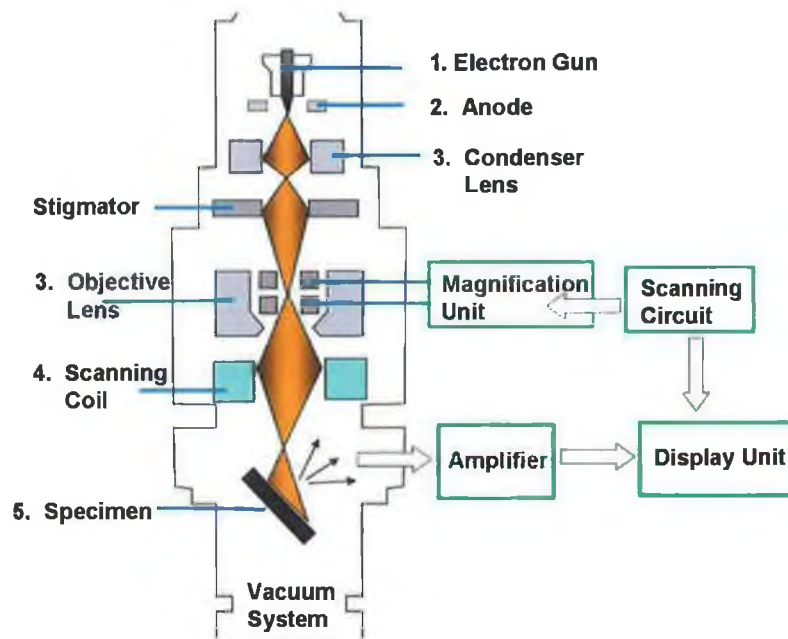 1. Electron Gun
2. Anode
3. Condenser
Lens
Stigmator
3. Objective
Lens
Magnification
Unit
Scanning
Circuit
4. Scanning
Coil
Amplifier
Display Unit
5. Specimen
Vacuum
System